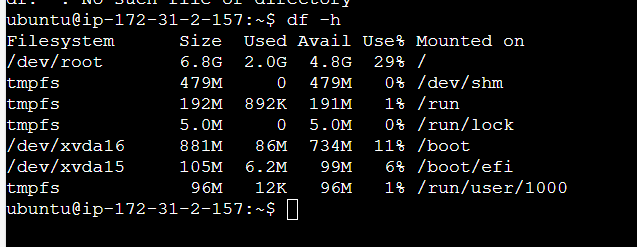 df: ‘ ’: No such file or directory
ubuntu@ip-172-31-2-157:~$ df -h
Filesystem      Size  Used Avail Use% Mounted on
/dev/root       6.8G  2.0G  4.8G  29% /
tmpfs           479M     0  479M   0% /dev/shm
tmpfs           192M  892K  191M   1% /run
tmpfs           5.0M     0  5.0M   0% /run/lock
/dev/xvda16     881M   86M  734M  11% /boot
/dev/xvda15     105M  6.2M   99M   6% /boot/efi
tmpfs            96M   12K   96M   1% /run/user/1000
ubuntu@ip-172-31-2-157:~$